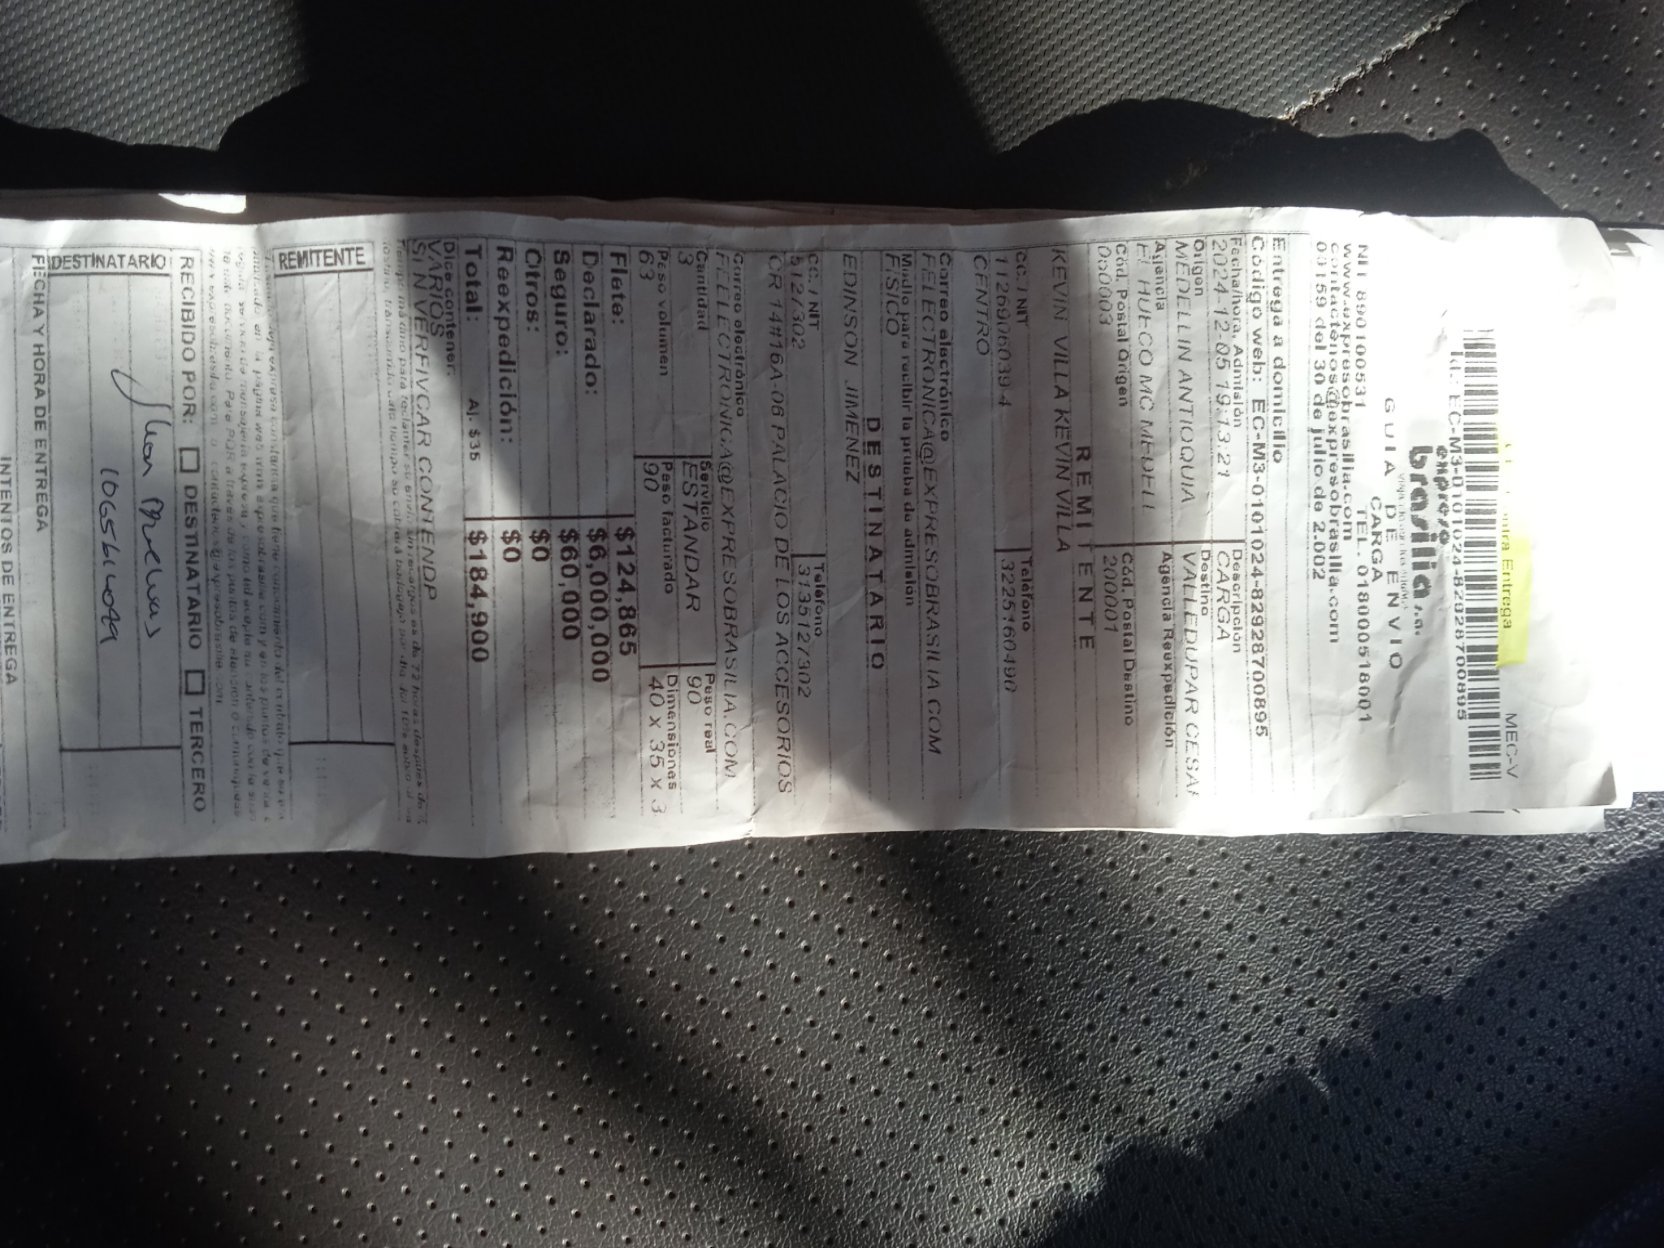 Contra Entrega
MEC-V
expreso
brasilia s.a.
GUIA DE ENVIO
CARGA
NIT 890100531 TEL. 018000518001
www.expresobrasilia.com
contactenos@expresobrasilia.com
03159 del 30 de julio de 2.002
Entrega a domicilio
Código web: EC-M3-0101024-82928700895
Fecha/hora. Admisión Descripción
2024-12-05 19:13:21 CARGA
Origen Destino
MEDELLIN ANTIOQUIA VALLEDUPAR CESAR
Agencia Agencia Reexpedición
EL HUECO MC MEDELL
Cód. Postal Origen Cód. Postal Destino
050003 200001
REMITENTE
KEVIN VILLA KEVIN VILLA
CC. / NIT Teléfono
1126906039-4 3225160490
CENTRO
Correo electrónico
FELECTRONICA@EXPRESOBRASILIA.COM
Medio para recibir la prueba de admisión
FISICO
DESTINATARIO
EDINSON JIMENEZ
CC. / NIT Teléfono
5127302 3135127302
CR 14#16A-06 PALACIO DE LOS ACCESORIOS
Correo electrónico
FELECTRONICA@EXPRESOBRASILIA.COM
Cantidad Servicio Peso real
3 ESTANDAR 90
Peso volumen Peso facturado Dimensiones
63 90 40 X 35 X 3
Flete: $124,865
Declarado: $6,000,000
Seguro: $60,000
Otros: $0
Reexpedición: $0
Total: Aj. $35 $184,900
Dice contener:
VARIOS
SI N VERFIVCAR CONTENDP
REMITENTE
RECIBIDO POR: DESTINATARIO TERCERO
DESTINATARIO
FECHA Y HORA DE ENTREGA
INTENTOS DE ENTREGA